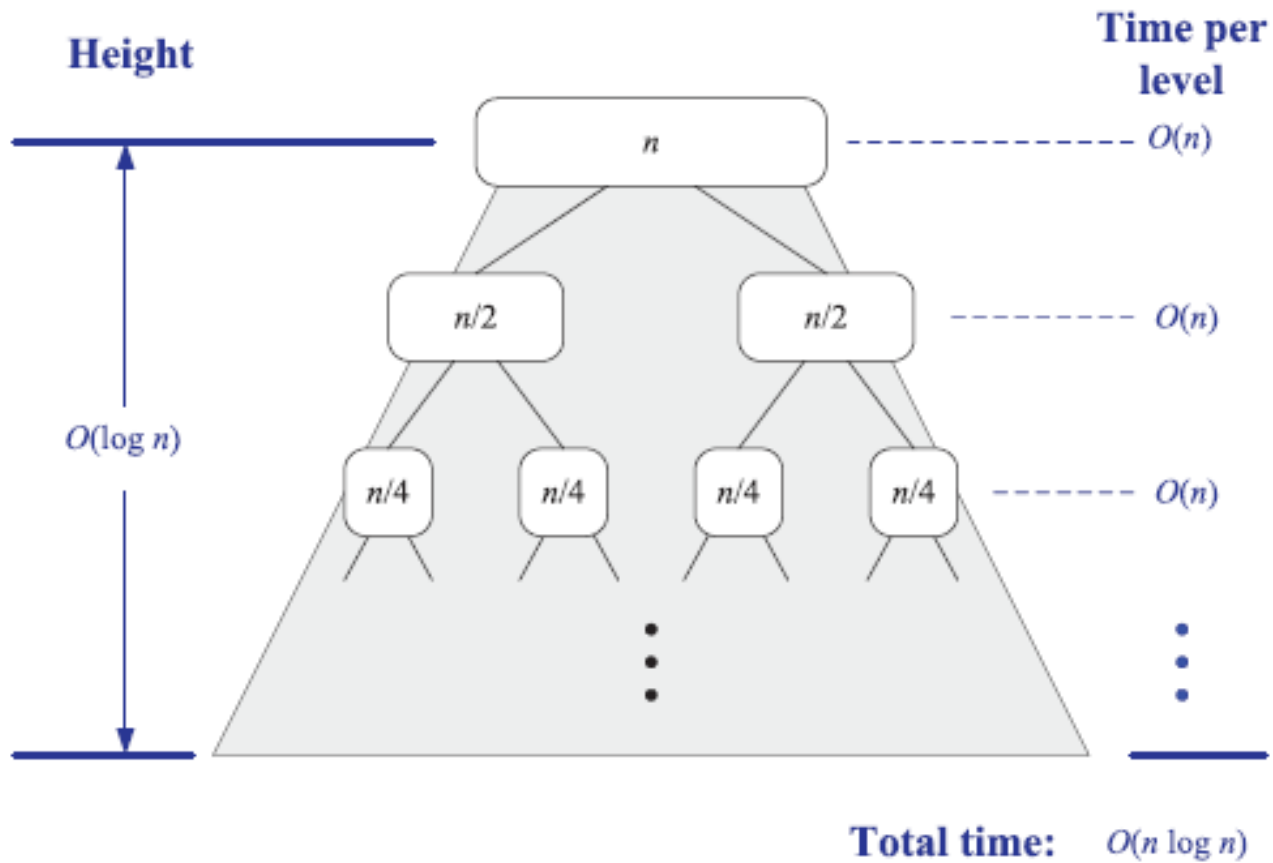 Height
Time per
level
n
O(n)
n/2
n/2
O(n)
O(log n)
n/4
n/4
n/4
n/4
O(n)
Total time: O(n log n)